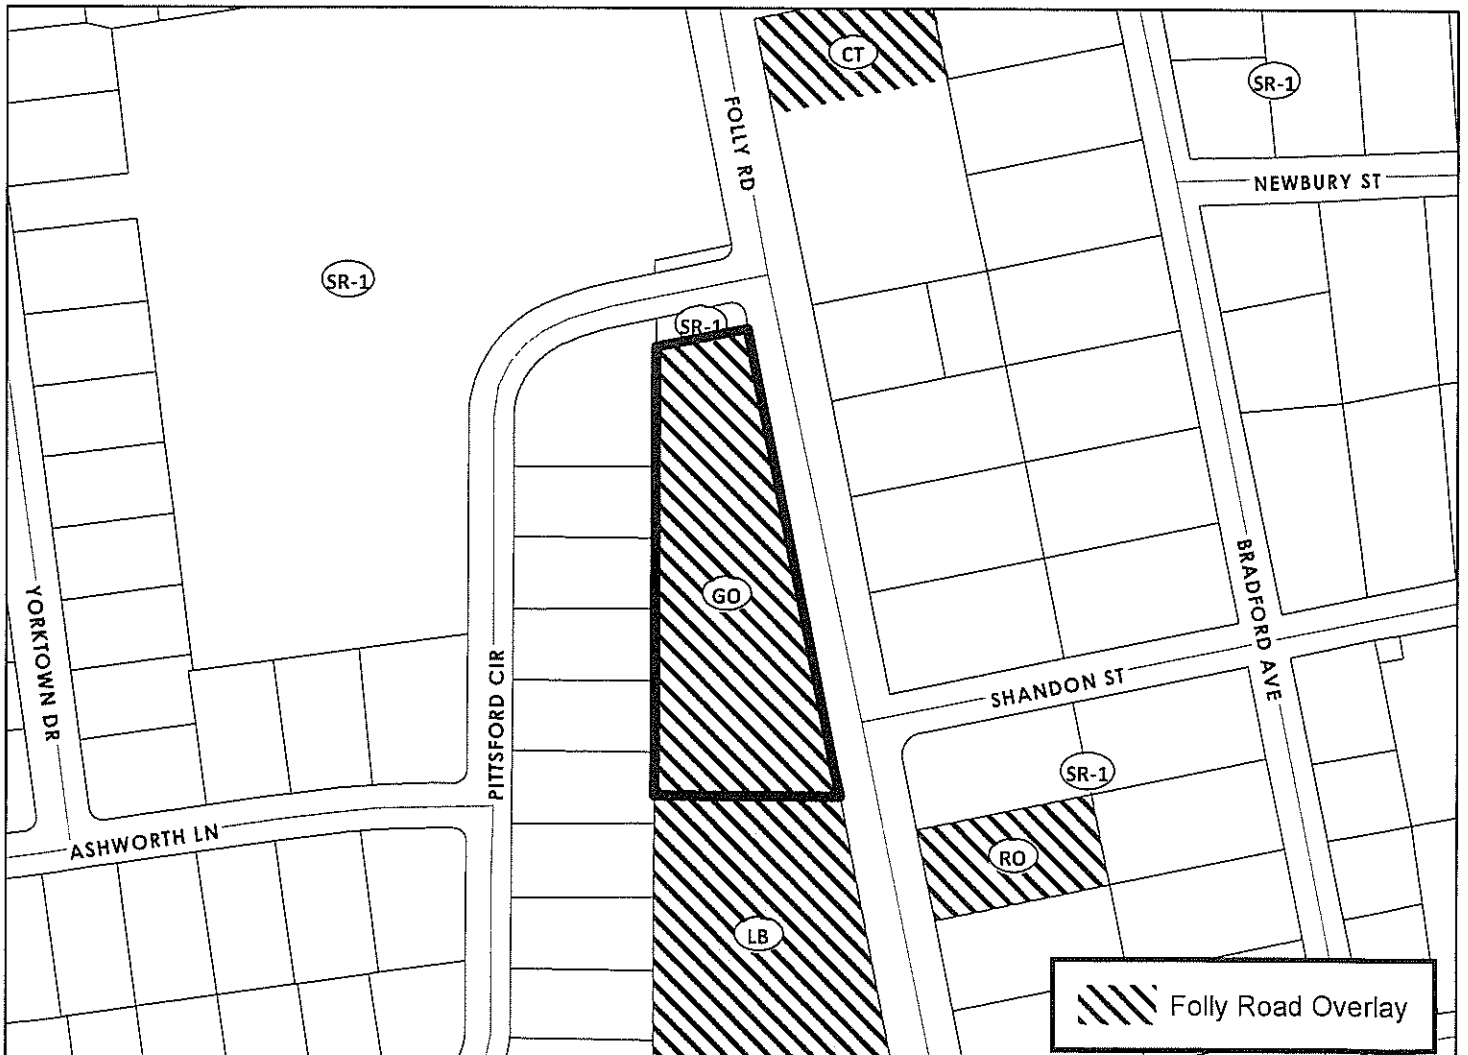 CT
SR-1
FOLLY RD
NEWBURY ST
SR-1
SR-1
GO
YORKTOWN DR
BRADFORD AVE
PITTSFORD CIR
SHANDON ST
SR-1
ASHWORTH LN
RO
LB
Folly Road Overlay